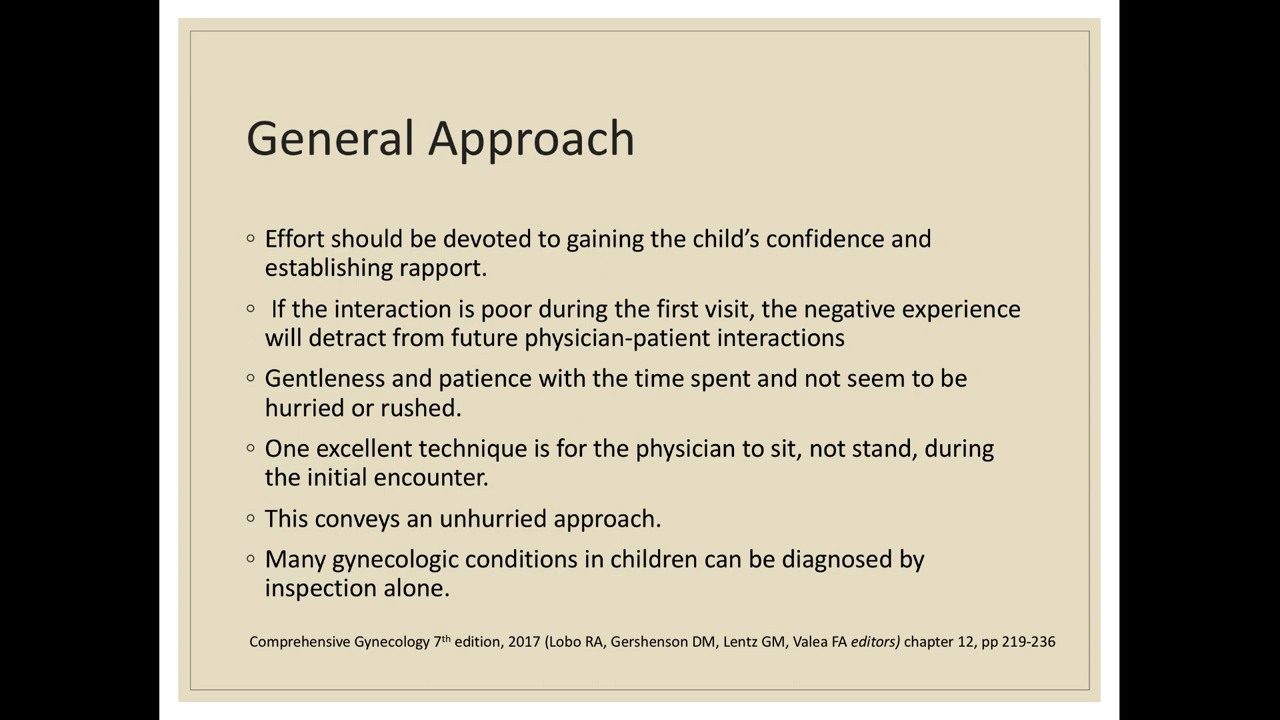 General Approach
◦ Effort should be devoted to gaining the child’s confidence and
establishing rapport.
◦ If the interaction is poor during the first visit, the negative experience
will detract from future physician-patient interactions
◦ Gentleness and patience with the time spent and not seem to be
hurried or rushed.
◦ One excellent technique is for the physician to sit, not stand, during
the initial encounter.
◦ This conveys an unhurried approach.
◦ Many gynecologic conditions in children can be diagnosed by
inspection alone.
Comprehensive Gynecology 7th edition, 2017 (Lobo RA, Gershenson DM, Lentz GM, Valea FA editors) chapter 12, pp 219-236